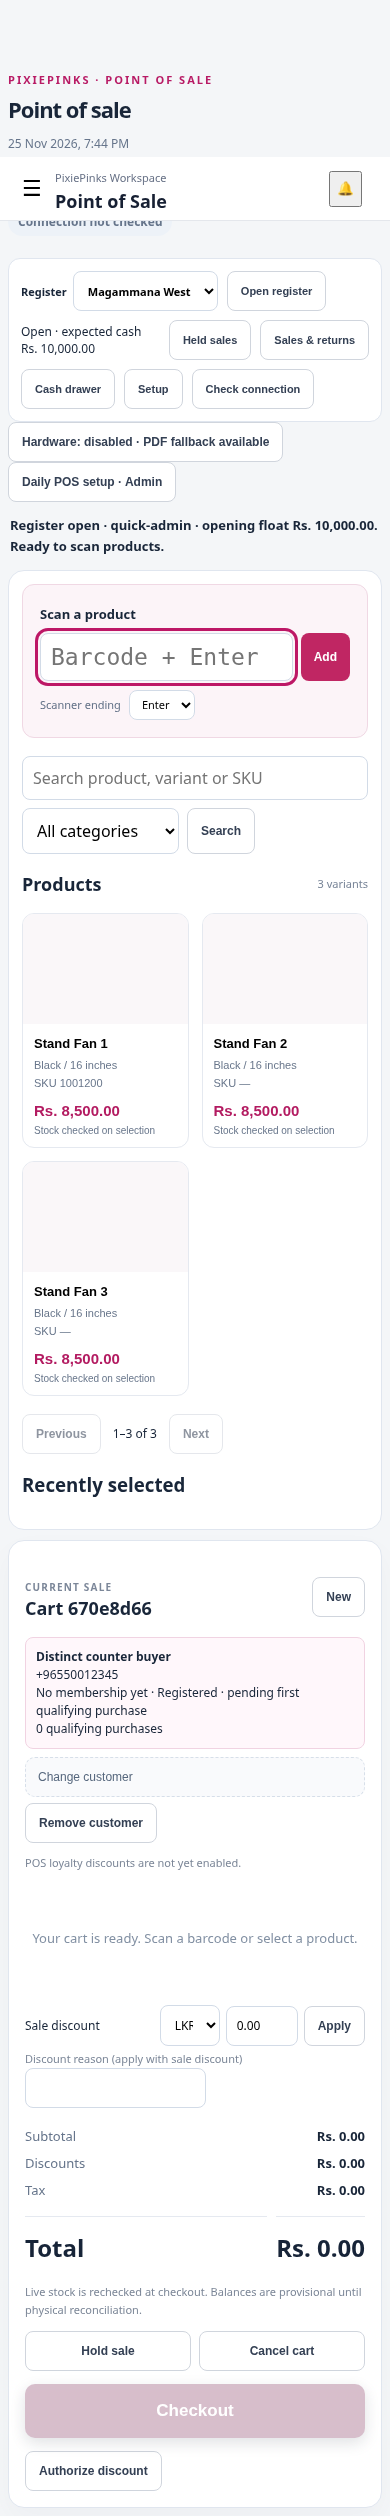 PIXIEPINKS · POINT OF SALE
Point of sale
25 Nov 2026, 7:44 PM
☰ PixiePinks Workspace
Point of Sale
Connection not checked
Register Magammana West Open register
Open · expected cash
Rs. 10,000.00
Held sales Sales & returns
Cash drawer Setup Check connection
Hardware: disabled · PDF fallback available
Daily POS setup · Admin
Register open · quick-admin · opening float Rs. 10,000.00.
Ready to scan products.
Scan a product
Barcode + Enter Add
Scanner ending Enter
Search product, variant or SKU
All categories Search
Products 3 variants
Stand Fan 1
Black / 16 inches
SKU 1001200
Rs. 8,500.00
Stock checked on selection
Stand Fan 2
Black / 16 inches
SKU —
Rs. 8,500.00
Stock checked on selection
Stand Fan 3
Black / 16 inches
SKU —
Rs. 8,500.00
Stock checked on selection
Previous 1–3 of 3 Next
Recently selected
CURRENT SALE
Cart 670e8d66 New
Distinct counter buyer
+96550012345
No membership yet · Registered · pending first
qualifying purchase
0 qualifying purchases
Change customer
Remove customer
POS loyalty discounts are not yet enabled.
Your cart is ready. Scan a barcode or select a product.
Sale discount LKR 0.00 Apply
Discount reason (apply with sale discount)
Subtotal Rs. 0.00
Discounts Rs. 0.00
Tax Rs. 0.00
Total Rs. 0.00
Live stock is rechecked at checkout. Balances are provisional until
physical reconciliation.
Hold sale Cancel cart
Checkout
Authorize discount